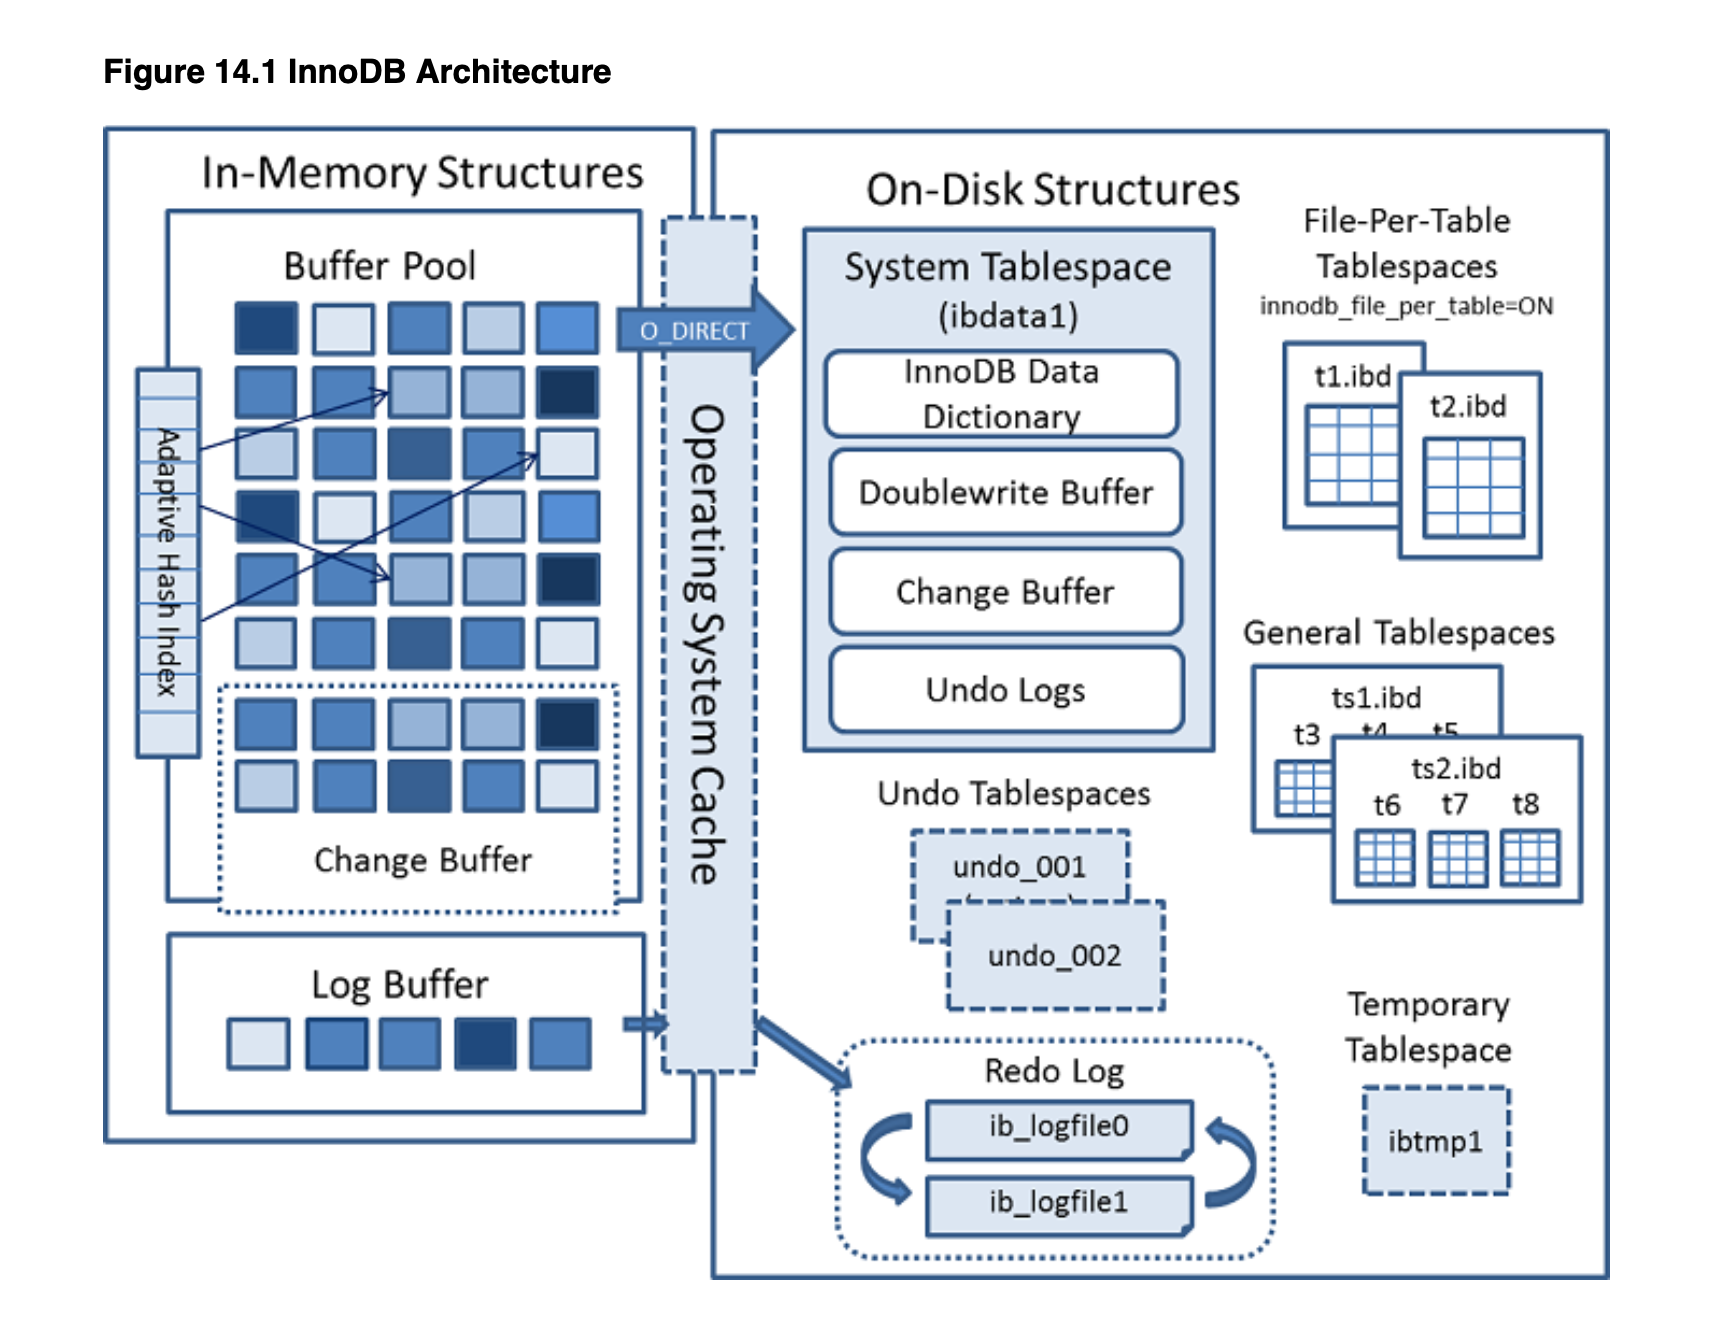 Figure 14.1 InnoDB Architecture
In-Memory Structures
Buffer Pool
Adaptive Hash Index
Change Buffer
Log Buffer
O_DIRECT
Operating System Cache
On-Disk Structures
System Tablespace
(ibdata1)
InnoDB Data
Dictionary
Doublewrite Buffer
Change Buffer
Undo Logs
Undo Tablespaces
undo_001
undo_002
Redo Log
ib_logfile0
ib_logfile1
File-Per-Table
Tablespaces
innodb_file_per_table=ON
t1.ibd
t2.ibd
General Tablespaces
ts1.ibd
t3 t4 t5
ts2.ibd
t6 t7 t8
Temporary
Tablespace
ibtmp1